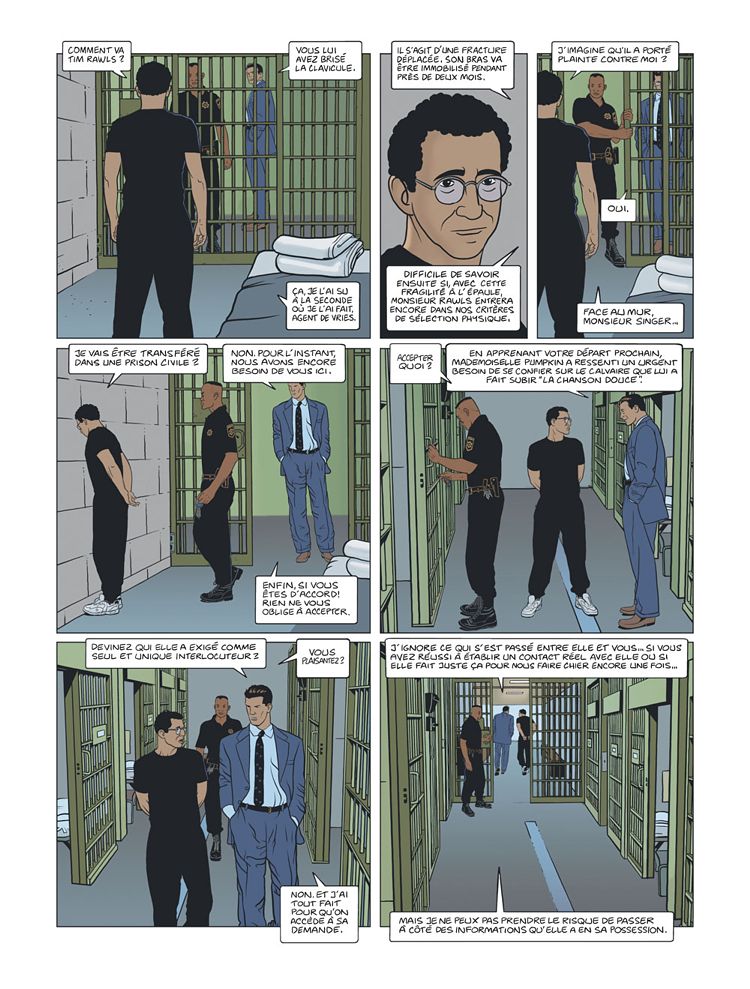 COMMENT VA
TIM RAWLS ?
VOUS LUI
AVEZ BRISÉ
LA CLAVICULE.
ÇA, JE L'AI SU
À LA SECONDE
OÙ JE L'AI FAIT,
AGENT DE VRIES.
IL S'AGIT D'UNE FRACTURE
DÉPLACÉE. SON BRAS VA
ÊTRE IMMOBILISÉ PENDANT
PRÈS DE DEUX MOIS.
DIFFICILE DE SAVOIR
ENSUITE SI, AVEC CETTE
FRAGILITÉ À L'ÉPAULE,
MONSIEUR RAWLS ENTRERA
ENCORE DANS NOS CRITÈRES
DE SÉLECTION PHYSIQUE.
J'IMAGINE QU'IL A PORTÉ
PLAINTE CONTRE MOI ?
OUI.
FACE AU MUR,
MONSIEUR SINGER...
JE VAIS ÊTRE TRANSFÉRÉ
DANS UNE PRISON CIVILE ?
NON. POUR L'INSTANT,
NOUS AVONS ENCORE
BESOIN DE VOUS ICI.
ENFIN, SI VOUS
ÊTES D'ACCORD !
RIEN NE VOUS
OBLIGE À ACCEPTER.
ACCEPTER
QUOI ?
EN APPRENANT VOTRE DÉPART PROCHAIN,
MADEMOISELLE PUMPKIN A RESSENTI UN URGENT
BESOIN DE SE CONFIER SUR LE CALVAIRE QUE LUI A
FAIT SUBIR "LA CHANSON DOUCE".
DEVINEZ QUI ELLE A EXIGÉ COMME
SEUL ET UNIQUE INTERLOCUTEUR ?
VOUS
PLAISANTEZ ?
NON. ET J'AI
TOUT FAIT
POUR QU'ON
ACCÈDE À SA
DEMANDE.
J'IGNORE CE QUI S'EST PASSÉ ENTRE ELLE ET VOUS... SI VOUS
AVEZ RÉUSSI À ÉTABLIR UN CONTACT RÉEL AVEC ELLE OU SI
ELLE FAIT JUSTE ÇA POUR NOUS FAIRE CHIER ENCORE UNE FOIS...
MAIS JE NE PEUX PAS PRENDRE LE RISQUE DE PASSER
À CÔTÉ DES INFORMATIONS QU'ELLE A EN SA POSSESSION.